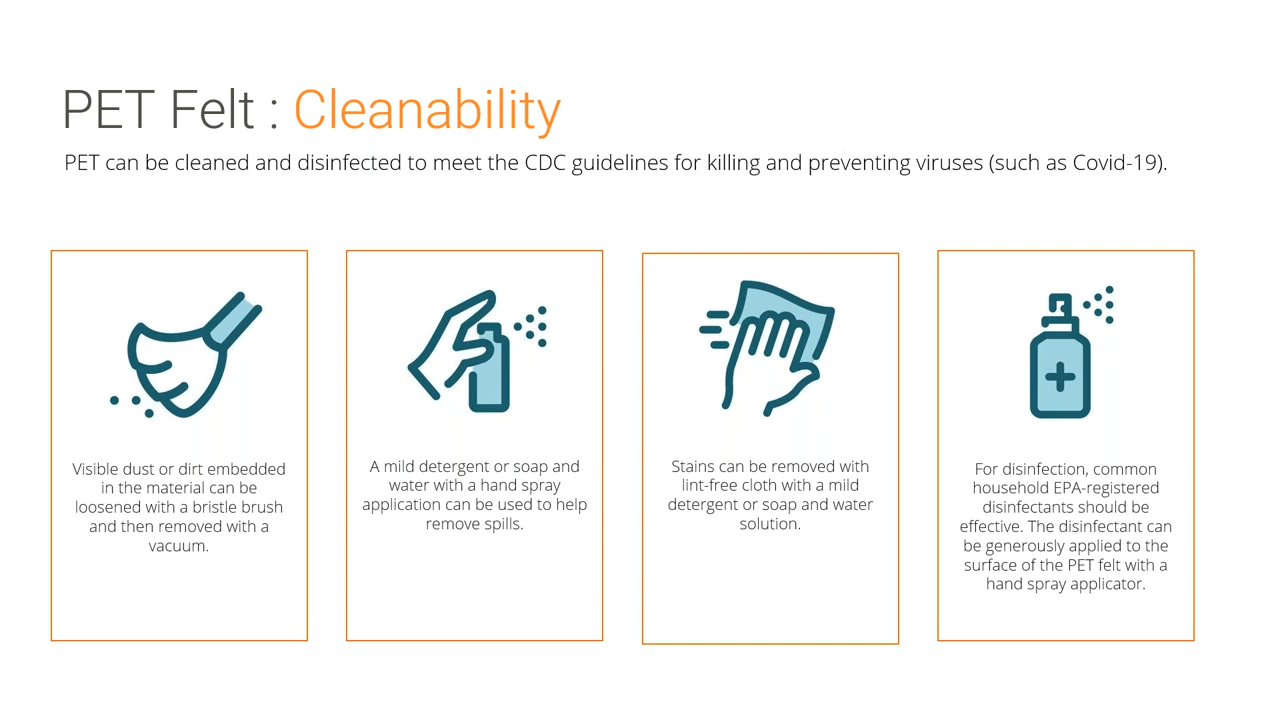 PET Felt : Cleanability
PET can be cleaned and disinfected to meet the CDC guidelines for killing and preventing viruses (such as Covid-19).
Visible dust or dirt embedded
in the material can be
loosened with a bristle brush
and then removed with a
vacuum.
A mild detergent or soap and
water with a hand spray
application can be used to help
remove spills.
Stains can be removed with
lint-free cloth with a mild
detergent or soap and water
solution.
For disinfection, common
household EPA-registered
disinfectants should be
effective. The disinfectant can
be generously applied to the
surface of the PET felt with a
hand spray applicator.